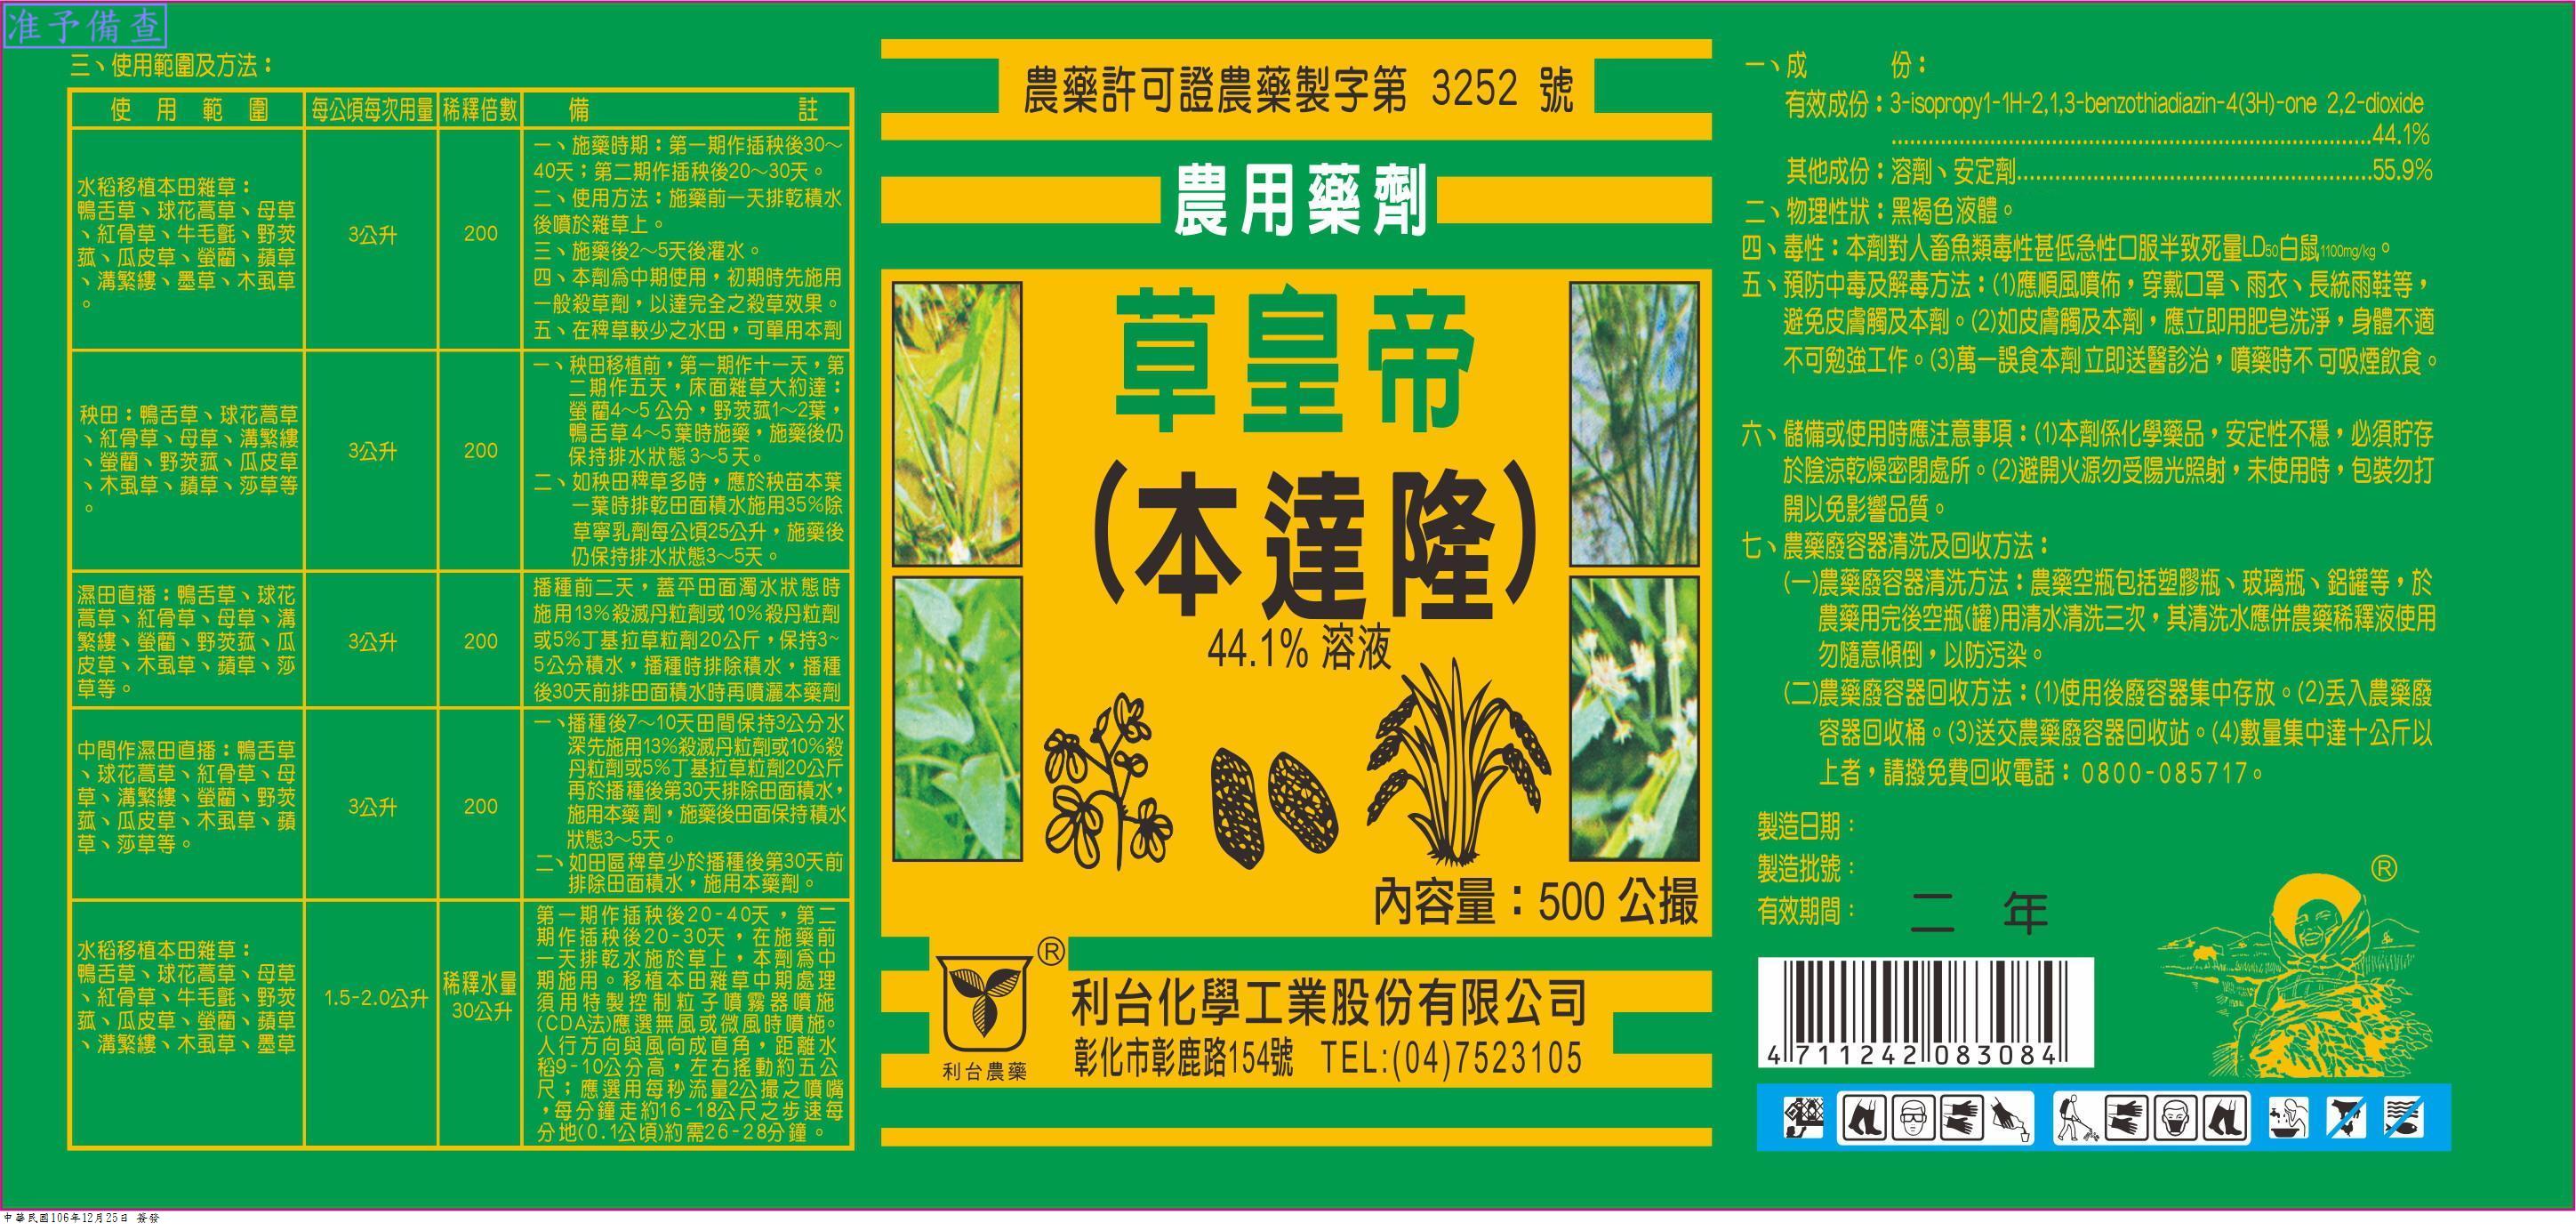 准予備查
三、使用範圍及方法：
使用範圍 每公頃每次用量 稀釋倍數 備註
水稻移植本田雜草：
鴨舌草、球花蒿草、母草
、紅骨草、牛毛氈、野茨
菰、瓜皮草、螢藺、蘋草
、溝繁縷、墨草、木虱草
。
3公升
200
一、施藥時期：第一期作插秧後30～
40天；第二期作插秧後20～30天。
二、使用方法：施藥前一天排乾積水
後噴於雜草上。
三、施藥後2～5天後灌水。
四、本劑為中期使用，初期時先施用
一般殺草劑，以達完全之殺草效果。
五、在稗草較少之水田，可單用本劑
秧田：鴨舌草、球花蒿草
、紅骨草、母草、溝繁縷
、螢藺、野茨菰、瓜皮草
、木虱草、蘋草、莎草等
。
3公升
200
一、秧田移植前，第一期作十一天，第
二期作五天，床面雜草大約達：
螢藺4～5公分，野茨菰1～2葉，
鴨舌草4～5葉時施藥，施藥後仍
保持排水狀態3～5天。
二、如秧田稗草多時，應於秧苗本葉
一葉時排乾田面積水施用35%除
草寧乳劑每公頃25公升，施藥後
仍保持排水狀態3～5天。
濕田直播：鴨舌草、球花
蒿草、紅骨草、母草、溝
繁縷、螢藺、野茨菰、瓜
皮草、木虱草、蘋草、莎
草等。
3公升
200
播種前二天，蓋平田面濁水狀態時
施用13%殺滅丹粒劑或10%殺丹粒劑
或5%丁基拉草粒劑20公斤，保持3~
5公分積水，播種時排除積水，播種
後30天前排田面積水時再噴灑本藥劑
中間作濕田直播：鴨舌草
、球花蒿草、紅骨草、母
草、溝繁縷、螢藺、野茨
菰、瓜皮草、木虱草、蘋
草、莎草等。
3公升
200
一、播種後7～10天田間保持3公分水
深先施用13%殺滅丹粒劑或10%殺
丹粒劑或5%丁基拉草粒劑20公斤
再於播種後第30天排除田面積水，
施用本藥劑，施藥後田面保持積水
狀態3～5天。
二、如田區稗草少於播種後第30天前
排除田面積水，施用本藥劑。
水稻移植本田雜草：
鴨舌草、球花蒿草、母草
、紅骨草、牛毛氈、野茨
菰、瓜皮草、螢藺、蘋草
、溝繁縷、木虱草、墨草
1.5-2.0公升
稀釋水量
30公升
第一期作插秧後20-40天，第二
期作插秧後20-30天，在施藥前
一天排乾水施於草上，本劑為中
期施用。移植本田雜草中期處理
須用特製控制粒子噴霧器噴施
(CDA法)應選無風或微風時噴施。
人行方向與風向成直角，距離水
稻9-10公分高，左右搖動約五公
尺；應選用每秒流量2公撮之噴嘴
，每分鐘走約16-18公尺之步速每
分地(0.1公頃)約需26-28分鐘。
農藥許可證農藥製字第 3252 號
農用藥劑
草皇帝
(本達隆)
44.1% 溶液
內容量：500 公撮
®
利台農藥
利台化學工業股份有限公司
彰化市彰鹿路154號 TEL:(04)7523105
一、成份：
有效成份：3-isopropy1-1H-2,1,3-benzothiadiazin-4(3H)-one 2,2-dioxide
........................................................................44.1%
其他成份：溶劑、安定劑........................................................55.9%
二、物理性狀：黑褐色液體。
四、毒性：本劑對人畜魚類毒性甚低急性口服半致死量LD50白鼠1100mg/kg。
五、預防中毒及解毒方法：(1)應順風噴佈，穿戴口罩、雨衣、長統雨鞋等，
避免皮膚觸及本劑。(2)如皮膚觸及本劑，應立即用肥皂洗淨，身體不適
不可勉強工作。(3)萬一誤食本劑立即送醫診治，噴藥時不可吸煙飲食。
六、儲備或使用時應注意事項：(1)本劑係化學藥品，安定性不穩，必須貯存
於陰涼乾燥密閉處所。(2)避開火源勿受陽光照射，未使用時，包裝勿打
開以免影響品質。
七、農藥廢容器清洗及回收方法：
(一)農藥廢容器清洗方法：農藥空瓶包括塑膠瓶、玻璃瓶、鋁罐等，於
農藥用完後空瓶(罐)用清水清洗三次，其清洗水應併農藥稀釋液使用
勿隨意傾倒，以防污染。
(二)農藥廢容器回收方法：(1)使用後廢容器集中存放。(2)丟入農藥廢
容器回收桶。(3)送交農藥廢容器回收站。(4)數量集中達十公斤以
上者，請撥免費回收電話：0800-085717。
製造日期：
製造批號：
有效期間： 二年
®
4 711242 083084
中華民國106年12月25日 簽發